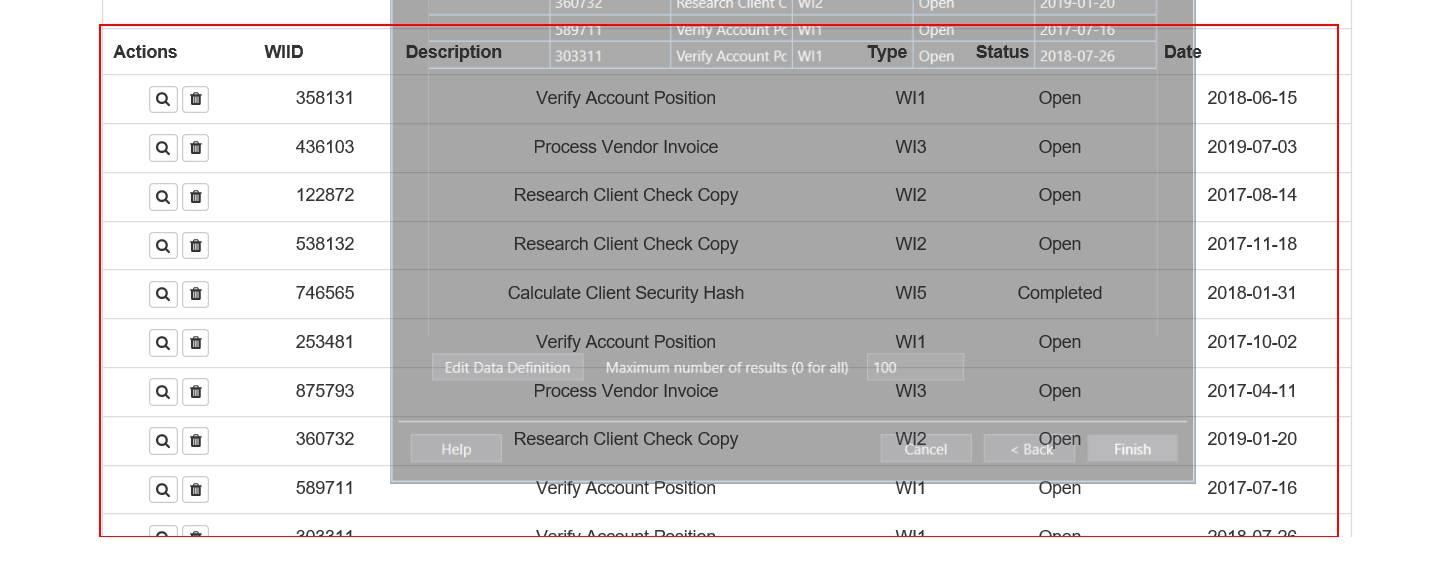 360732 Research Client C WI2 Open 2019-01-20
589711 Verify Account Pc WI1 Open 2017-07-16
Actions WIID Description Type Status Date
303311 Verify Account Pc WI1 Open 2018-07-26
358131 Verify Account Position WI1 Open 2018-06-15
436103 Process Vendor Invoice WI3 Open 2019-07-03
122872 Research Client Check Copy WI2 Open 2017-08-14
538132 Research Client Check Copy WI2 Open 2017-11-18
746565 Calculate Client Security Hash WI5 Completed 2018-01-31
253481 Verify Account Position WI1 Open 2017-10-02
Edit Data Definition Maximum number of results (0 for all) 100
875793 Process Vendor Invoice WI3 Open 2017-04-11
360732 Research Client Check Copy WI2 Open 2019-01-20
Help Cancel < Back Finish
589711 Verify Account Position WI1 Open 2017-07-16
303311 Verify Account Position WI1 Open 2018-07-26